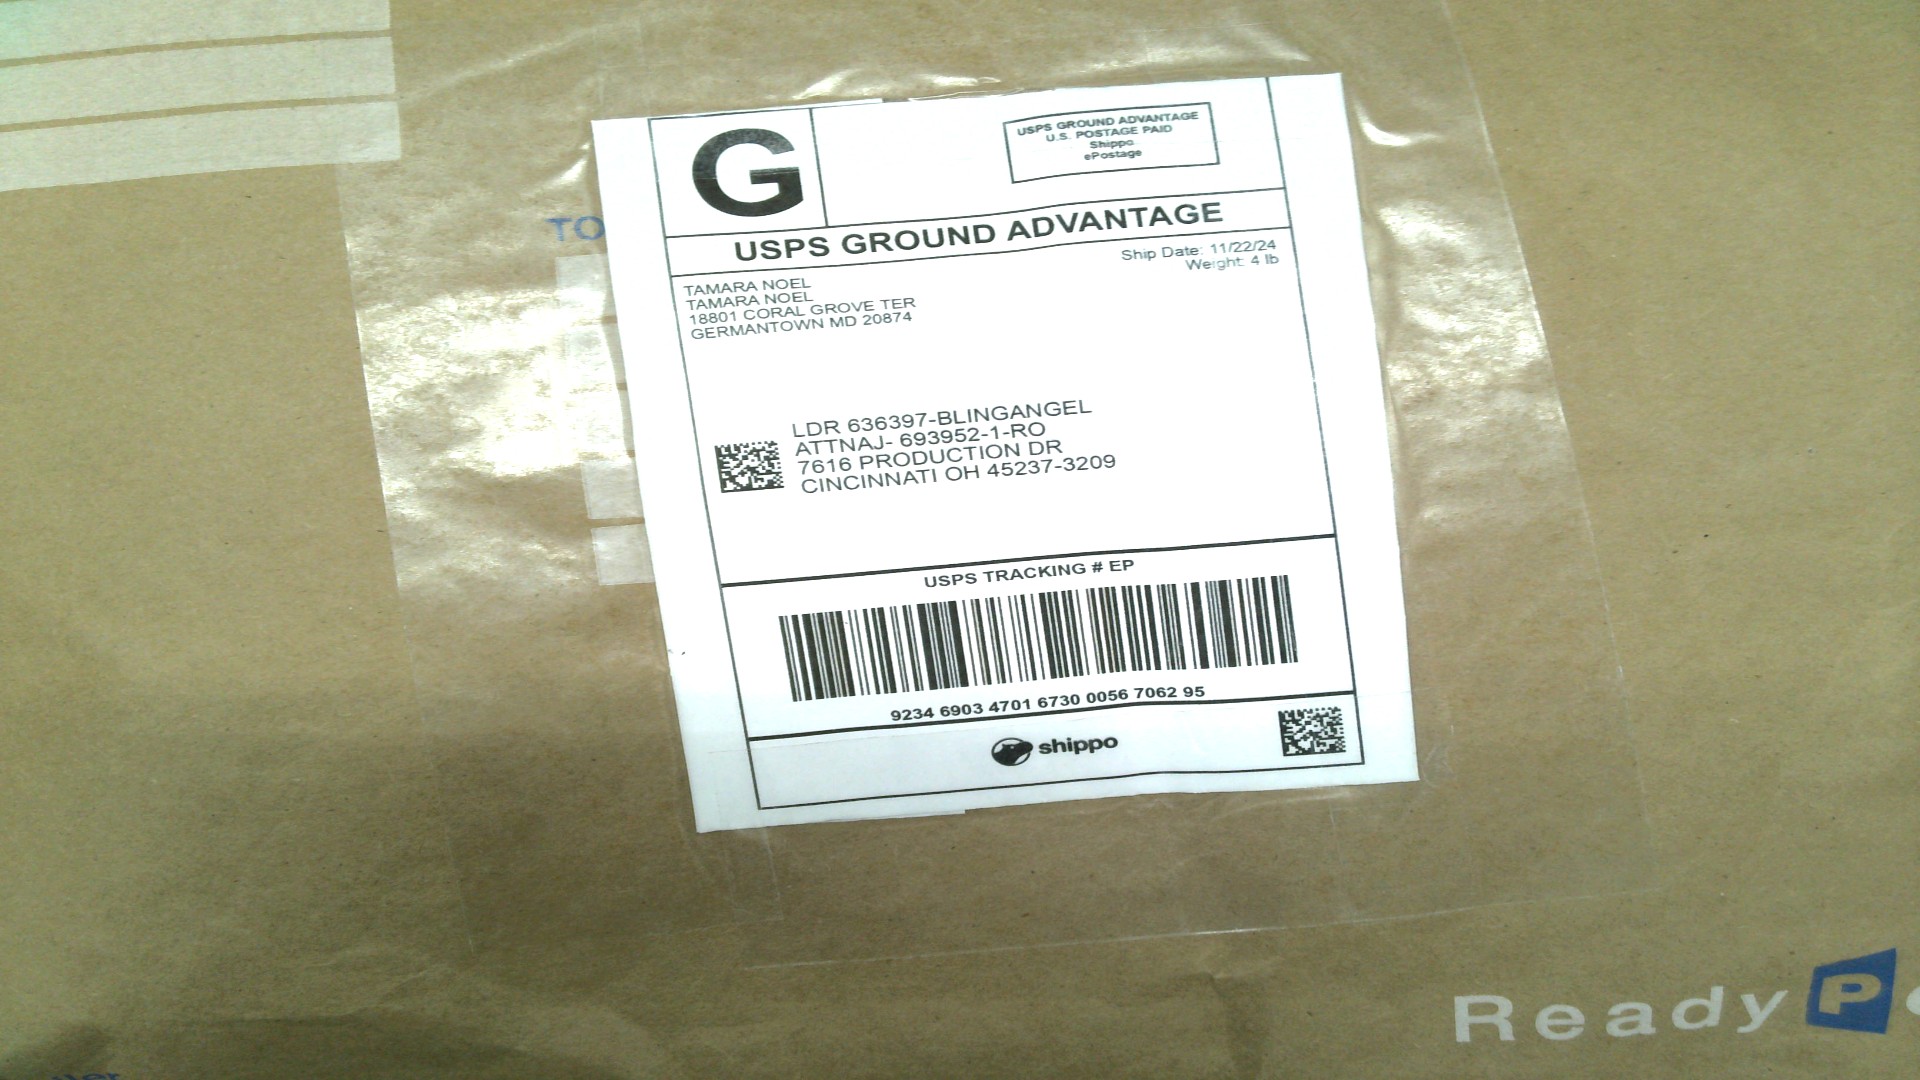 TO
G
USPS GROUND ADVANTAGE
U.S. POSTAGE PAID
Shippo
ePostage
USPS GROUND ADVANTAGE
Ship Date: 11/22/24
Weight: 4 lb
TAMARA NOEL
TAMARA NOEL
18801 CORAL GROVE TER
GERMANTOWN MD 20874
LDR 636397-BLINGANGEL
ATTNAJ- 693952-1-RO
7616 PRODUCTION DR
CINCINNATI OH 45237-3209
USPS TRACKING # EP
9234 6903 4701 6730 0056 7062 95
shippo
Ready P